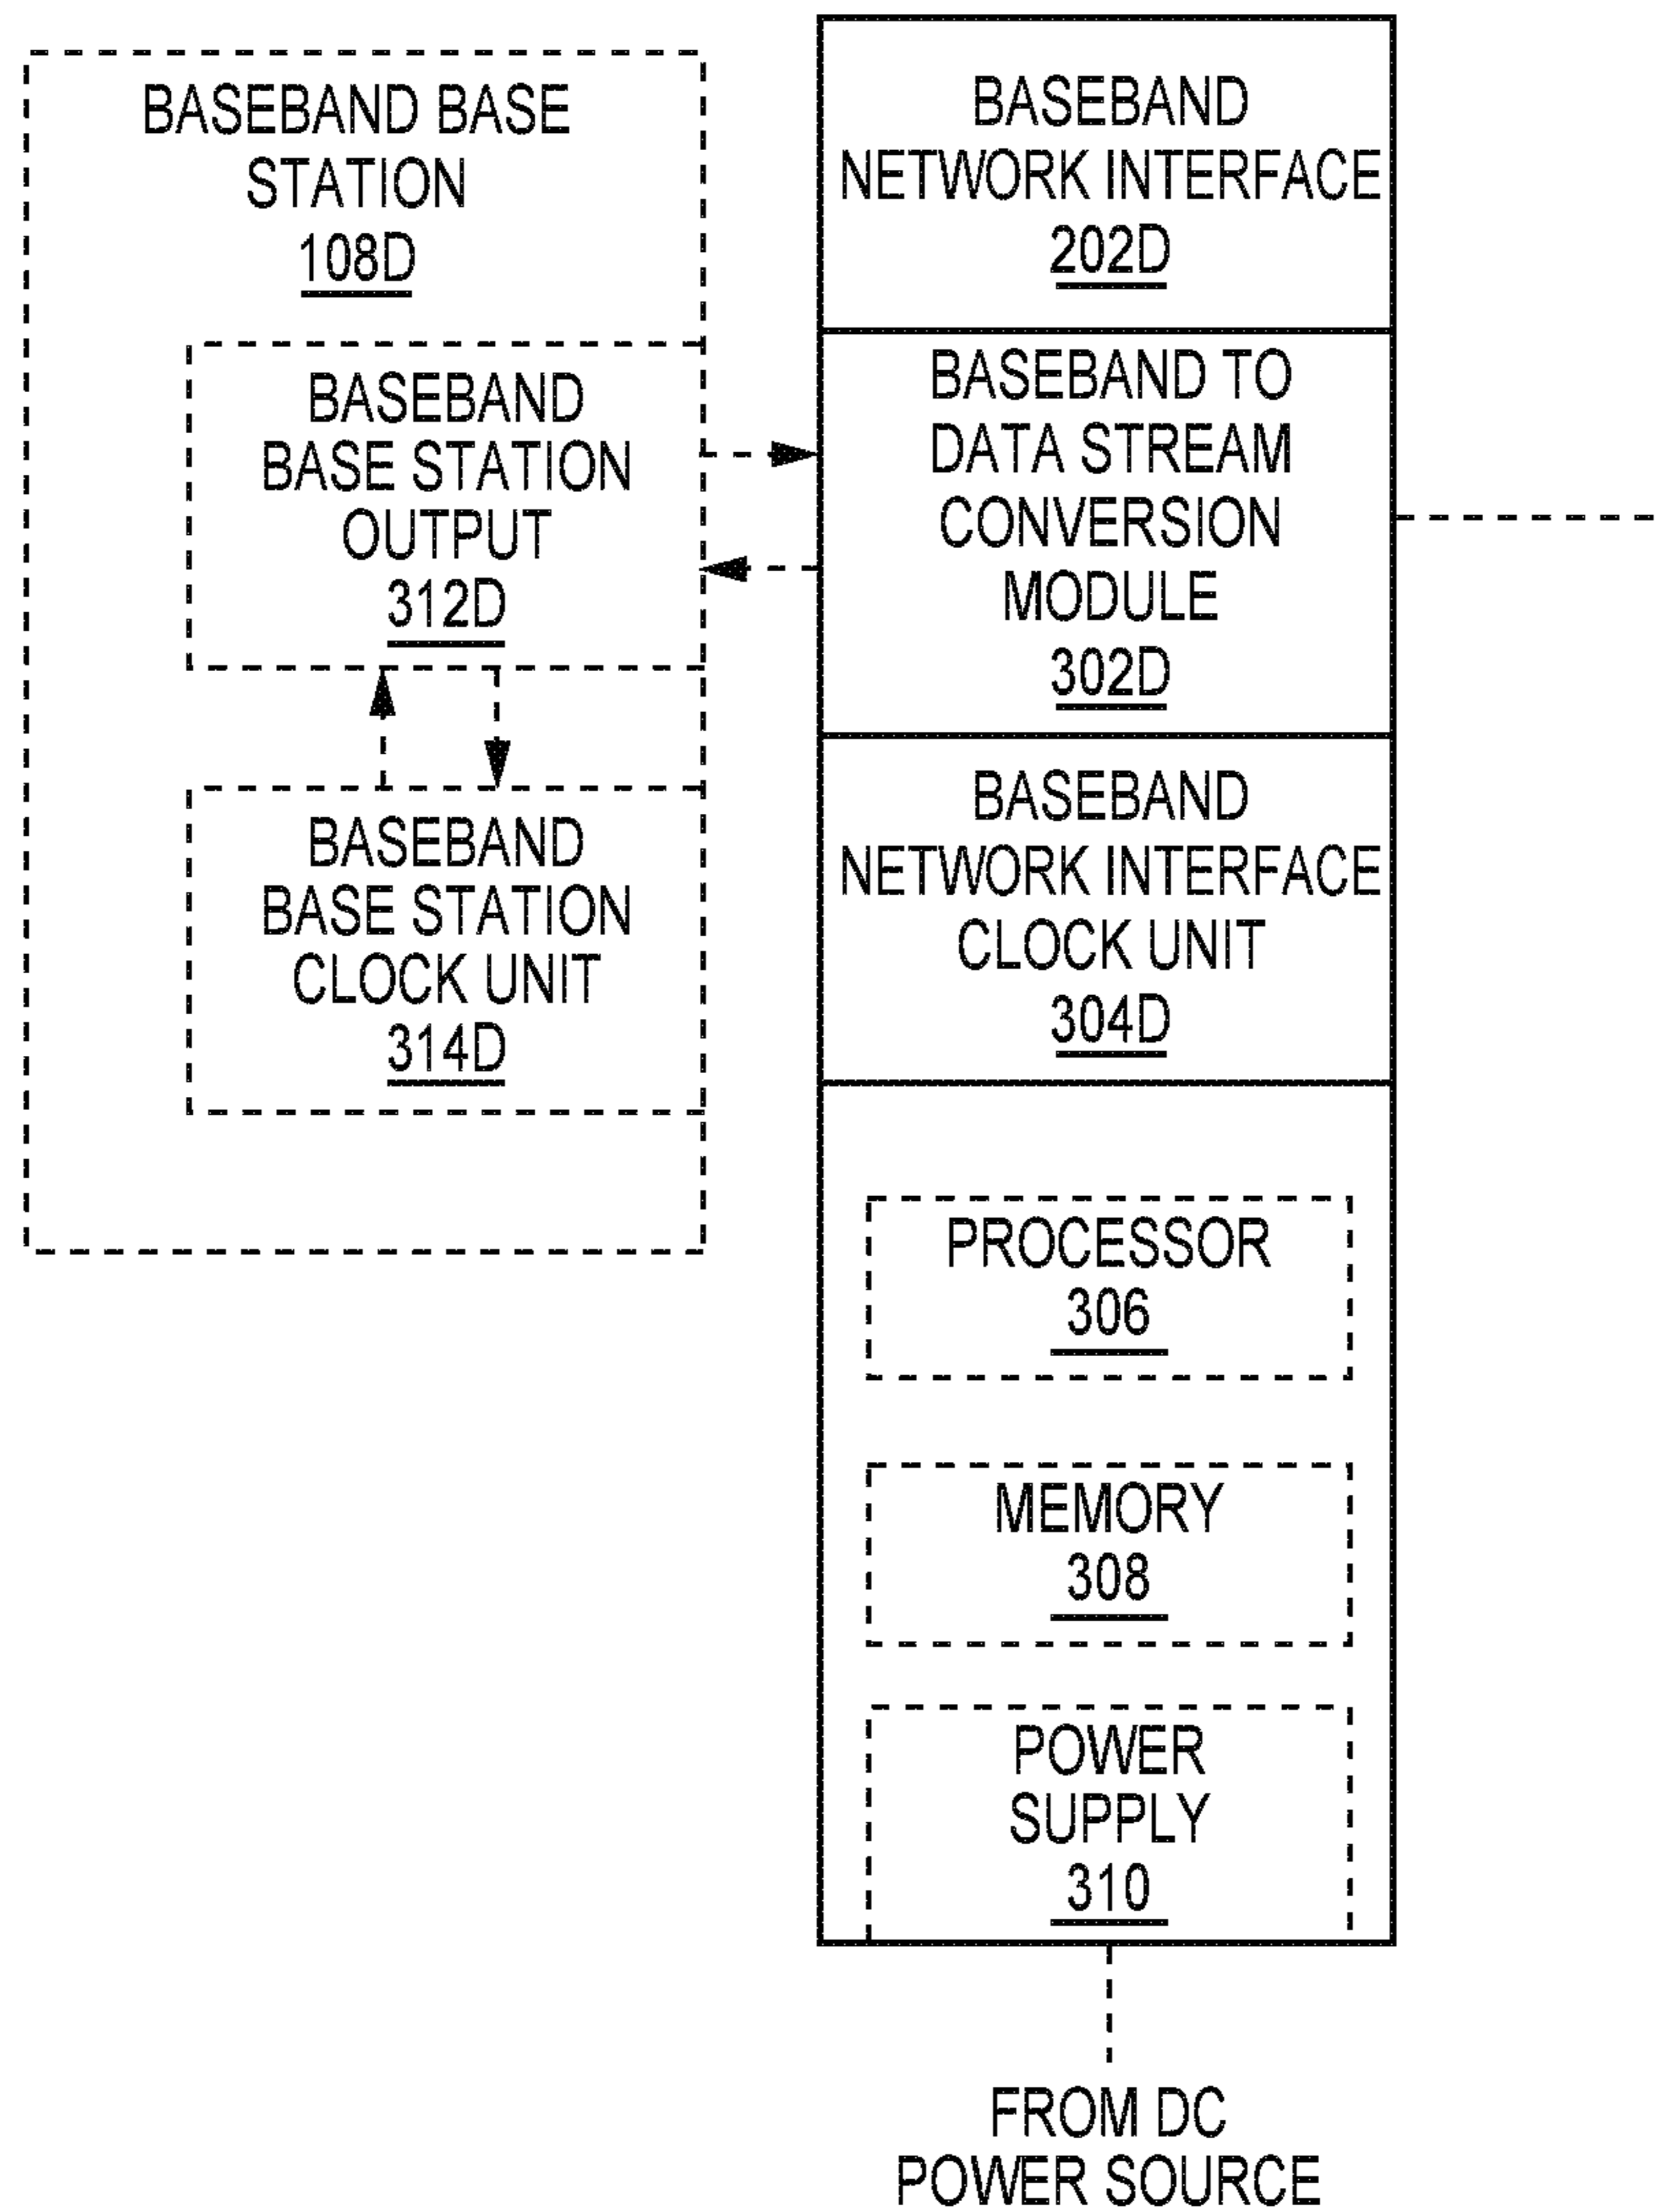 BASEBAND BASE
STATION
108D
BASEBAND
BASE STATION
OUTPUT
312D
BASEBAND
BASE STATION
CLOCK UNIT
314D
BASEBAND
NETWORK INTERFACE
202D
BASEBAND TO
DATA STREAM
CONVERSION
MODULE
302D
BASEBAND
NETWORK INTERFACE
CLOCK UNIT
304D
PROCESSOR
306
MEMORY
308
POWER
SUPPLY
310
FROM DC
POWER SOURCE